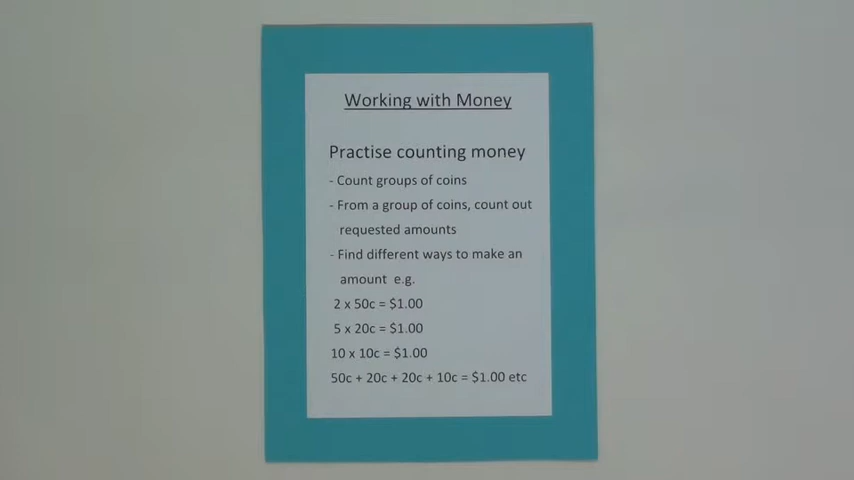 Working with Money
Practise counting money
- Count groups of coins
- From a group of coins, count out
requested amounts
- Find different ways to make an
amount e.g.
2 x 50c = $1.00
5 x 20c = $1.00
10 x 10c = $1.00
50c + 20c + 20c + 10c = $1.00 etc